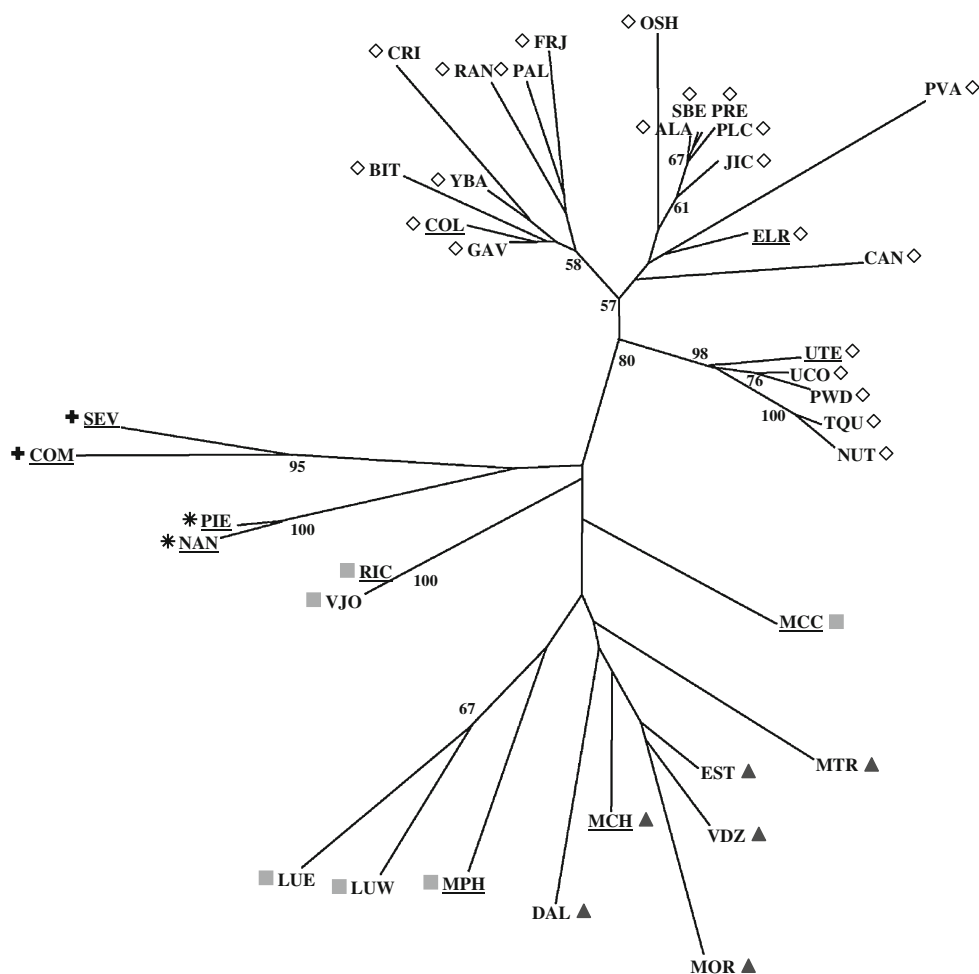 OSH
FRJ
CRI
RAN PAL
PVA
SBE PRE
ALA PLC
67 JIC
BIT
YBA
61
COL
ELR
GAV
CAN
58
57
80
98 UTE
UCO
76
PWD
100 TQU
NUT
SEV
COM
95
PIE
100
NAN
RIC 100
VJO
MCC
67
MTR
EST
MCH
VDZ
LUE
LUW MPH
DAL
MOR